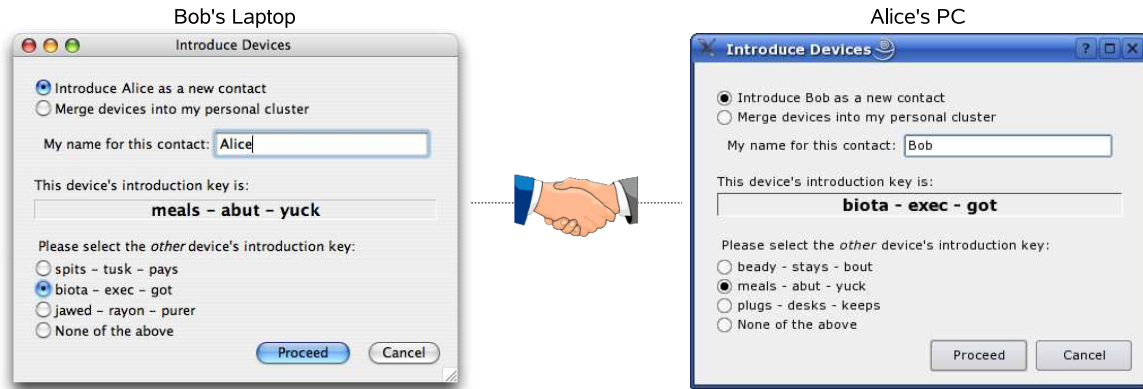 Bob's Laptop
Introduce Devices
Introduce Alice as a new contact
Merge devices into my personal cluster
My name for this contact: Alice
This device's introduction key is:
meals – abut – yuck
Please select the other device's introduction key:
spits – tusk – pays
biota – exec – got
jawed – rayon – purer
None of the above
Proceed Cancel
Alice's PC
Introduce Devices
Introduce Bob as a new contact
Merge devices into my personal cluster
My name for this contact: Bob
This device's introduction key is:
biota - exec - got
Please select the other device's introduction key:
beady - stays - bout
meals - abut - yuck
plugs - desks - keeps
None of the above
Proceed Cancel